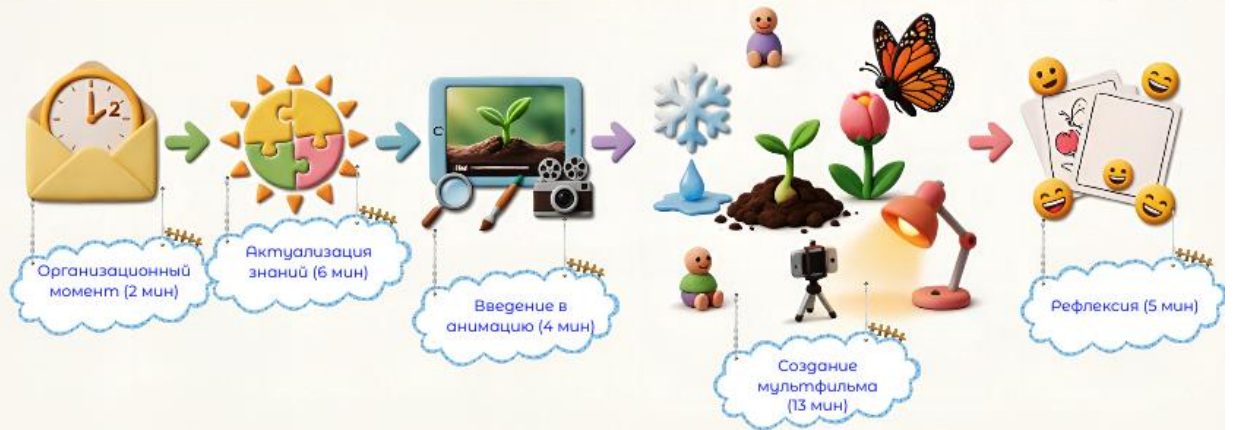 2
Организационный
момент (2 мин)
Актуализация
знаний (6 мин)
Введение в
анимацию (4 мин)
Создание
мультфильма
(13 мин)
Рефлексия (5 мин)